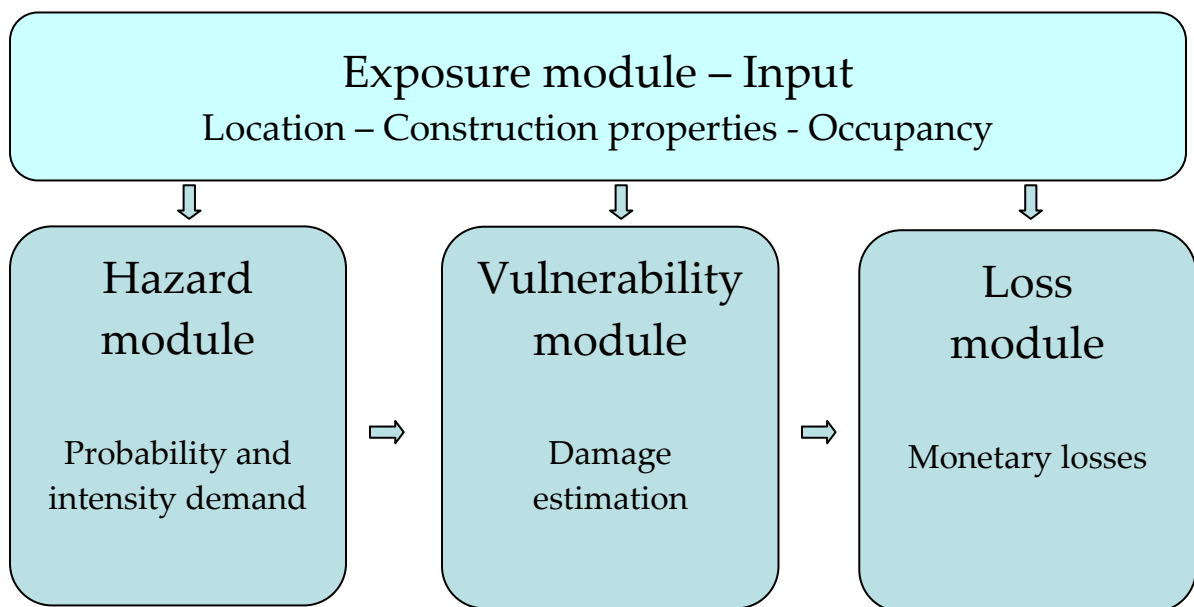 Exposure module – Input
Location – Construction properties - Occupancy
Hazard
module
Probability and
intensity demand
Vulnerability
module
Damage
estimation
Loss
module
Monetary losses